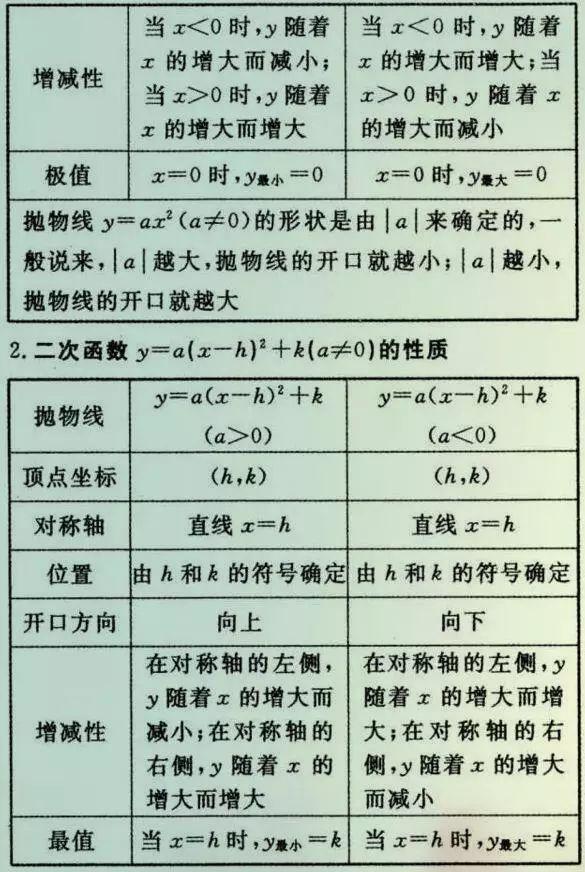 增减性
当 x<0 时,y 随着
x 的增大而减小;
当 x>0 时,y 随着
x 的增大而增大
当 x<0 时,y 随着
x 的增大而增大;当
x>0 时,y 随着 x
的增大而减小
极值
x=0 时,y最小=0
x=0 时,y最大=0
抛物线 y=ax²(a≠0)的形状是由|a|来确定的,一
般说来,|a|越大,抛物线的开口就越小;|a|越小,
抛物线的开口就越大
2.二次函数 y=a(x-h)²+k(a≠0)的性质
抛物线
y=a(x-h)²+k
(a>0)
y=a(x-h)²+k
(a<0)
顶点坐标
(h,k)
(h,k)
对称轴
直线 x=h
直线 x=h
位置
由 h 和 k 的符号确定
由 h 和 k 的符号确定
开口方向
向上
向下
增减性
在对称轴的左侧,
y 随着 x 的增大而
减小;在对称轴的
右侧,y 随着 x 的
增大而增大
在对称轴的左侧,y
随着 x 的增大而增
大;在对称轴的右
侧,y 随着 x 的增大
而减小
最值
当 x=h 时,y最小=k
当 x=h 时,y最大=k